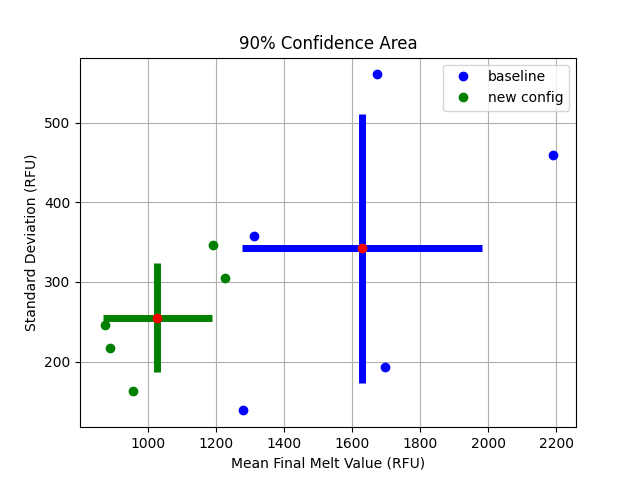 90% Confidence Area
baseline
new config
500
400
300
200
Standard Deviation (RFU)
1000 1200 1400 1600 1800 2000 2200
Mean Final Melt Value (RFU)